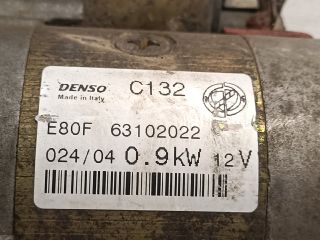 DENSO C132
Made in Italy
E80F 63102022
024/04 0.9kW 12V